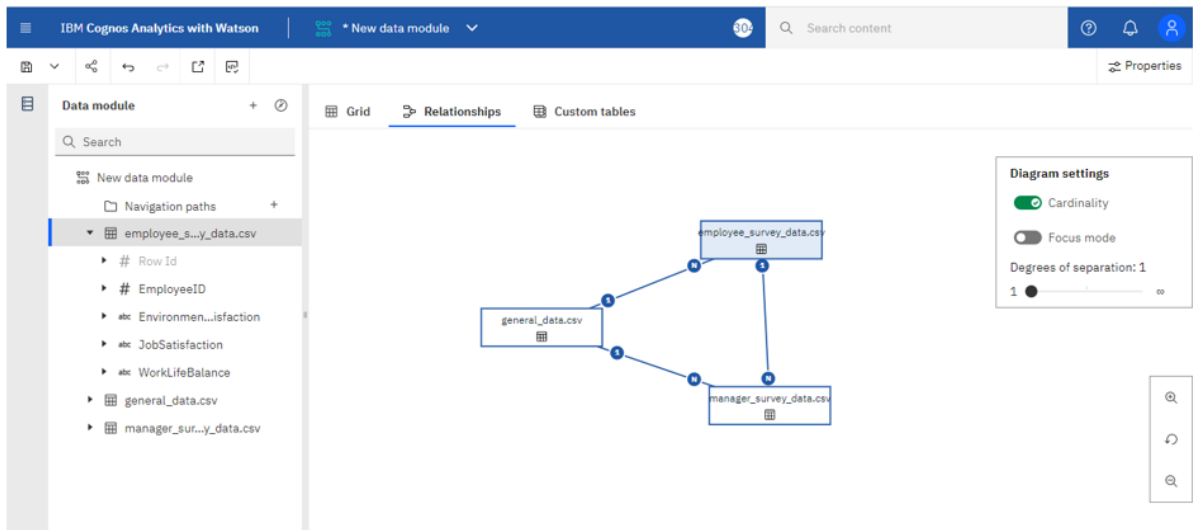 IBM Cognos Analytics with Watson
* New data module
304
Search content
Properties
Data module
Search
New data module
Navigation paths
employee_s...y_data.csv
# Row Id
# EmployeeID
abc Environmen...isfaction
abc JobSatisfaction
abc WorkLifeBalance
general_data.csv
manager_sur...y_data.csv
Grid
Relationships
Custom tables
employee_survey_data.csv
N
1
1
general_data.csv
1
N
N
manager_survey_data.csv
Diagram settings
Cardinality
Focus mode
Degrees of separation: 1
1 ∞